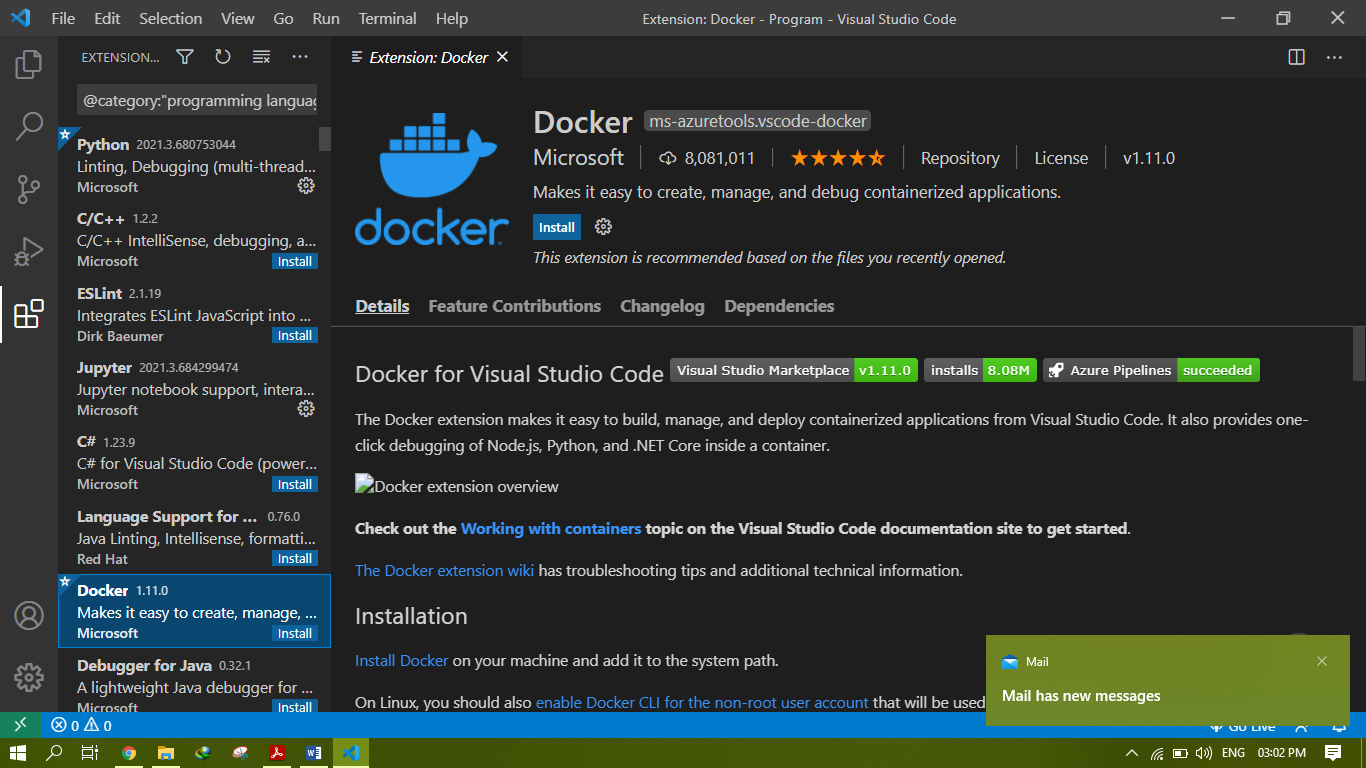 File Edit Selection View Go Run Terminal Help
Extension: Docker - Program - Visual Studio Code
EXTENSION...
@category:"programming languag
Python 2021.3.680753044
Linting, Debugging (multi-thread...
Microsoft
C/C++ 1.2.2
C/C++ IntelliSense, debugging, a...
Microsoft Install
ESLint 2.1.19
Integrates ESLint JavaScript into ...
Dirk Baeumer Install
Jupyter 2021.3.684299474
Jupyter notebook support, intera...
Microsoft
C# 1.23.9
C# for Visual Studio Code (power...
Microsoft Install
Language Support for ... 0.76.0
Java Linting, Intellisense, formatti...
Red Hat Install
Docker 1.11.0
Makes it easy to create, manage, ...
Microsoft Install
Debugger for Java 0.32.1
A lightweight Java debugger for ...
Microsoft Install
Extension: Docker
docker
Docker ms-azuretools.vscode-docker
Microsoft 8,081,011 Repository License v1.11.0
Makes it easy to create, manage, and debug containerized applications.
Install
This extension is recommended based on the files you recently opened.
Details Feature Contributions Changelog Dependencies
Docker for Visual Studio Code Visual Studio Marketplace v1.11.0 installs 8.08M Azure Pipelines succeeded
The Docker extension makes it easy to build, manage, and deploy containerized applications from Visual Studio Code. It also provides one-
click debugging of Node.js, Python, and .NET Core inside a container.
Docker extension overview
Check out the Working with containers topic on the Visual Studio Code documentation site to get started.
The Docker extension wiki has troubleshooting tips and additional technical information.
Installation
Install Docker on your machine and add it to the system path.
On Linux, you should also enable Docker CLI for the non-root user account that will be used
Mail
Mail has new messages
0 0
Go Live
ENG 03:02 PM